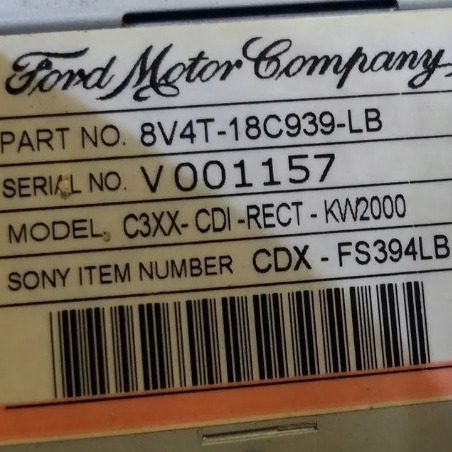 Ford Motor Company
PART NO. 8V4T-18C939-LB
SERIAL NO. V001157
MODEL, C3XX-CDI-RECT-KW2000
SONY ITEM NUMBER CDX-FS394LB